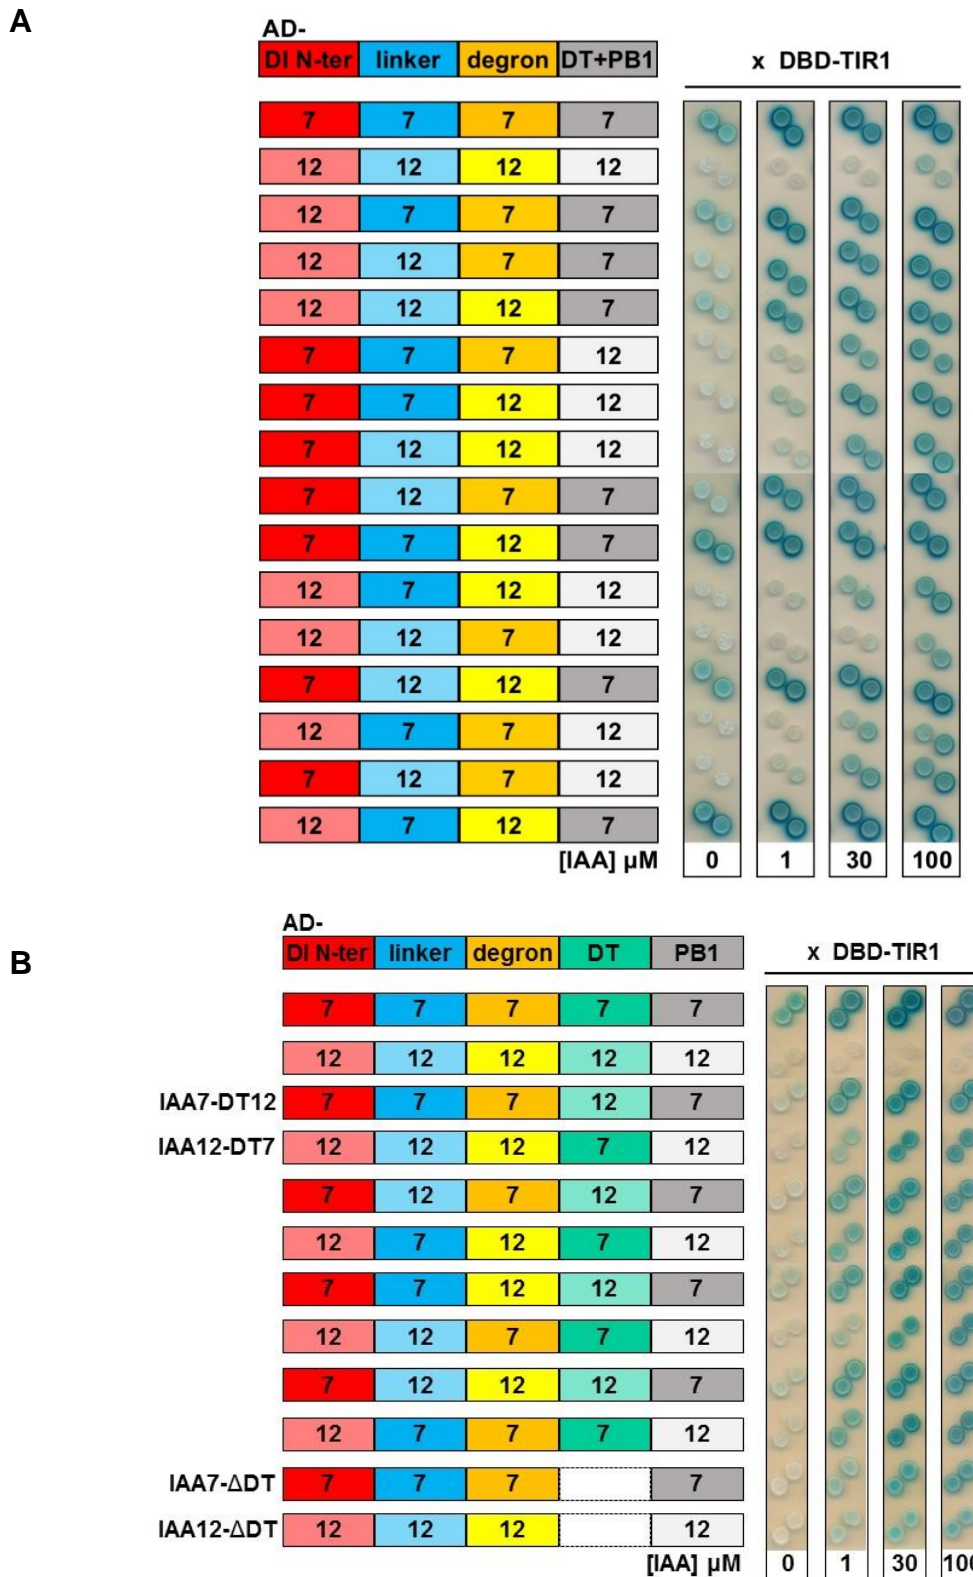 A
AD-
DI N-ter linker degron DT+PB1
x DBD-TIR1
7 7 7 7
12 12 12 12
12 7 7 7
12 12 7 7
12 12 12 7
7 7 7 12
7 7 12 12
7 12 12 12
7 12 7 7
7 7 12 7
12 7 12 12
12 12 7 12
7 12 12 7
12 7 7 12
7 12 7 12
12 7 12 7
[IAA] µM 0 1 30 100
B
AD-
DI N-ter linker degron DT PB1
x DBD-TIR1
7 7 7 7 7
12 12 12 12 12
IAA7-DT12 7 7 7 12 7
IAA12-DT7 12 12 12 7 12
7 12 7 12 7
12 7 12 7 12
7 7 12 12 7
12 12 7 7 12
7 12 12 12 7
12 7 7 7 12
IAA7-ΔDT 7 7 7 7
IAA12-ΔDT 12 12 12 12
[IAA] µM 0 1 30 100